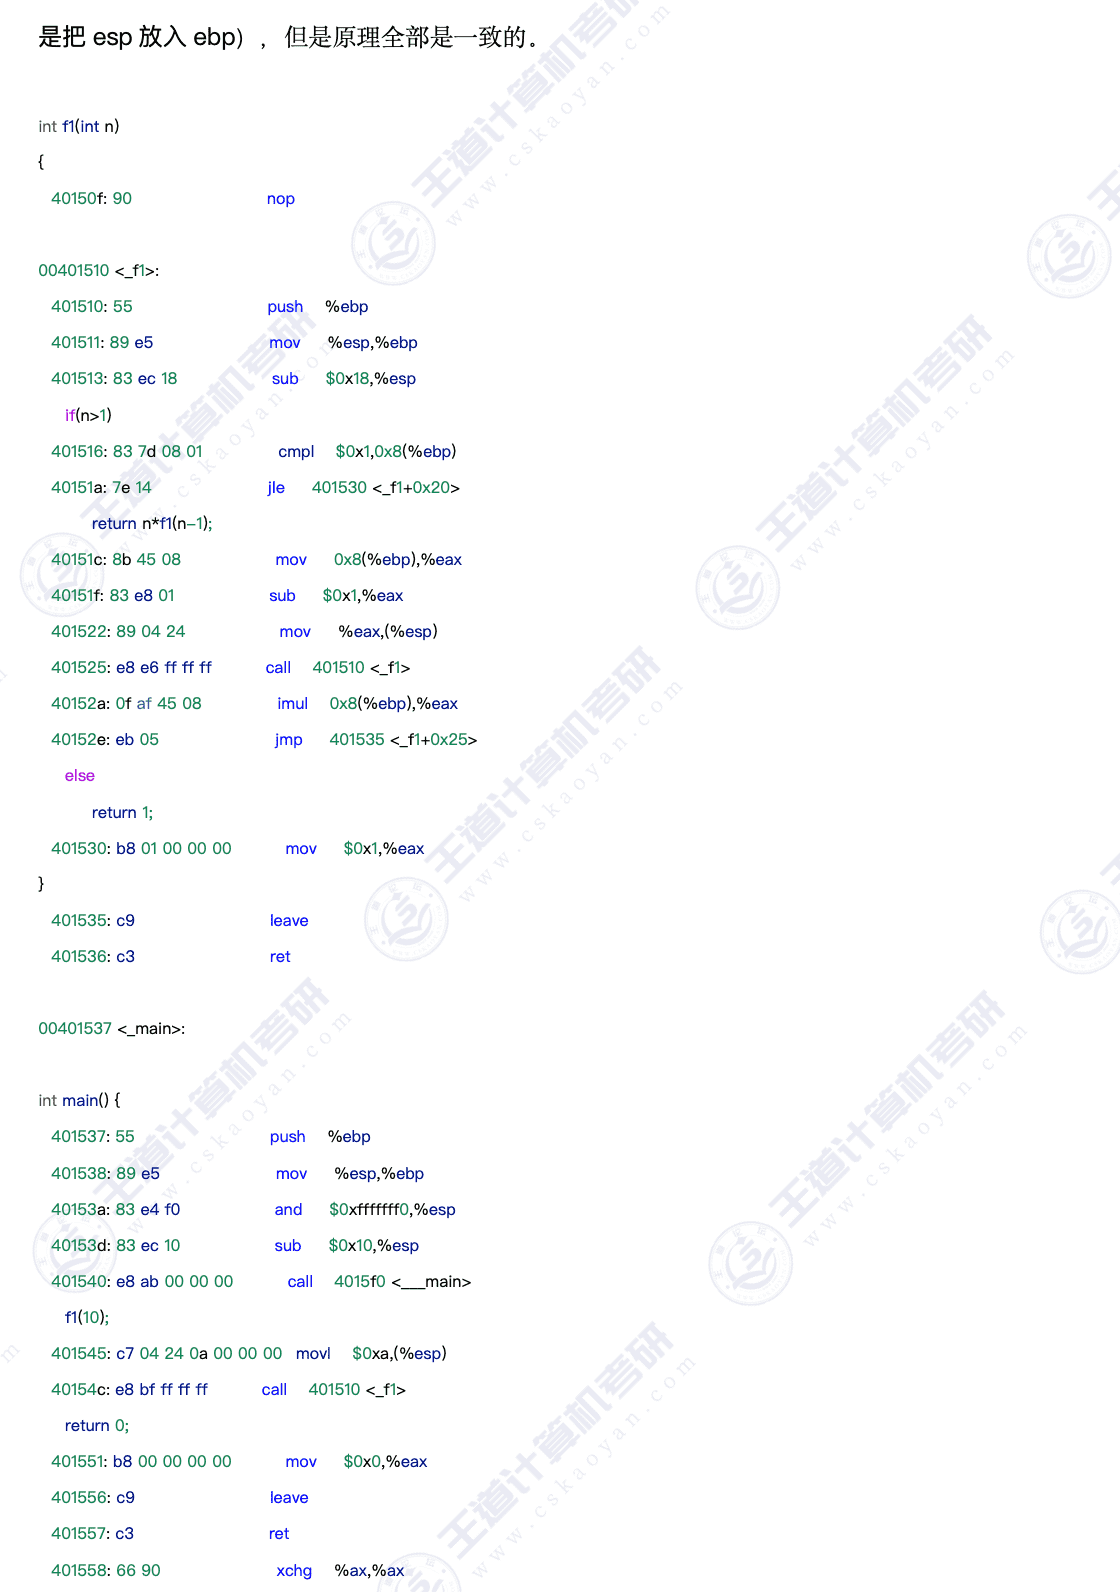 是把 esp 放入 ebp），但是原理全部是一致的。
int f1(int n)
{
40150f: 90 nop
00401510 <_f1>:
401510: 55 push %ebp
401511: 89 e5 mov %esp,%ebp
401513: 83 ec 18 sub $0x18,%esp
if(n>1)
401516: 83 7d 08 01 cmpl $0x1,0x8(%ebp)
40151a: 7e 14 jle 401530 <_f1+0x20>
return n*f1(n-1);
40151c: 8b 45 08 mov 0x8(%ebp),%eax
40151f: 83 e8 01 sub $0x1,%eax
401522: 89 04 24 mov %eax,(%esp)
401525: e8 e6 ff ff ff call 401510 <_f1>
40152a: 0f af 45 08 imul 0x8(%ebp),%eax
40152e: eb 05 jmp 401535 <_f1+0x25>
else
return 1;
401530: b8 01 00 00 00 mov $0x1,%eax
}
401535: c9 leave
401536: c3 ret
00401537 <_main>:
int main() {
401537: 55 push %ebp
401538: 89 e5 mov %esp,%ebp
40153a: 83 e4 f0 and $0xfffffff0,%esp
40153d: 83 ec 10 sub $0x10,%esp
401540: e8 ab 00 00 00 call 4015f0 <___main>
f1(10);
401545: c7 04 24 0a 00 00 00 movl $0xa,(%esp)
40154c: e8 bf ff ff ff call 401510 <_f1>
return 0;
401551: b8 00 00 00 00 mov $0x0,%eax
401556: c9 leave
401557: c3 ret
401558: 66 90 xchg %ax,%ax
王道计算机考研
www.cskaoyan.com